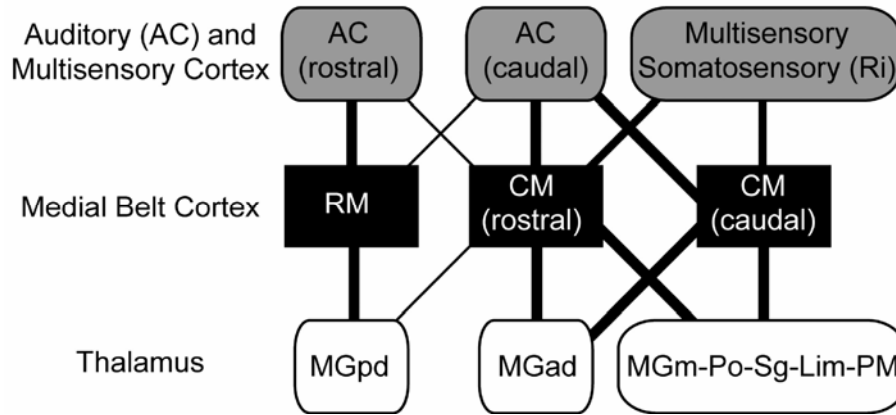 Auditory (AC) and
Multisensory Cortex
AC
(rostral)
AC
(caudal)
Multisensory
Somatosensory (Ri)
Medial Belt Cortex
RM
CM
(rostral)
CM
(caudal)
Thalamus
MGpd
MGad
MGm-Po-Sg-Lim-PM